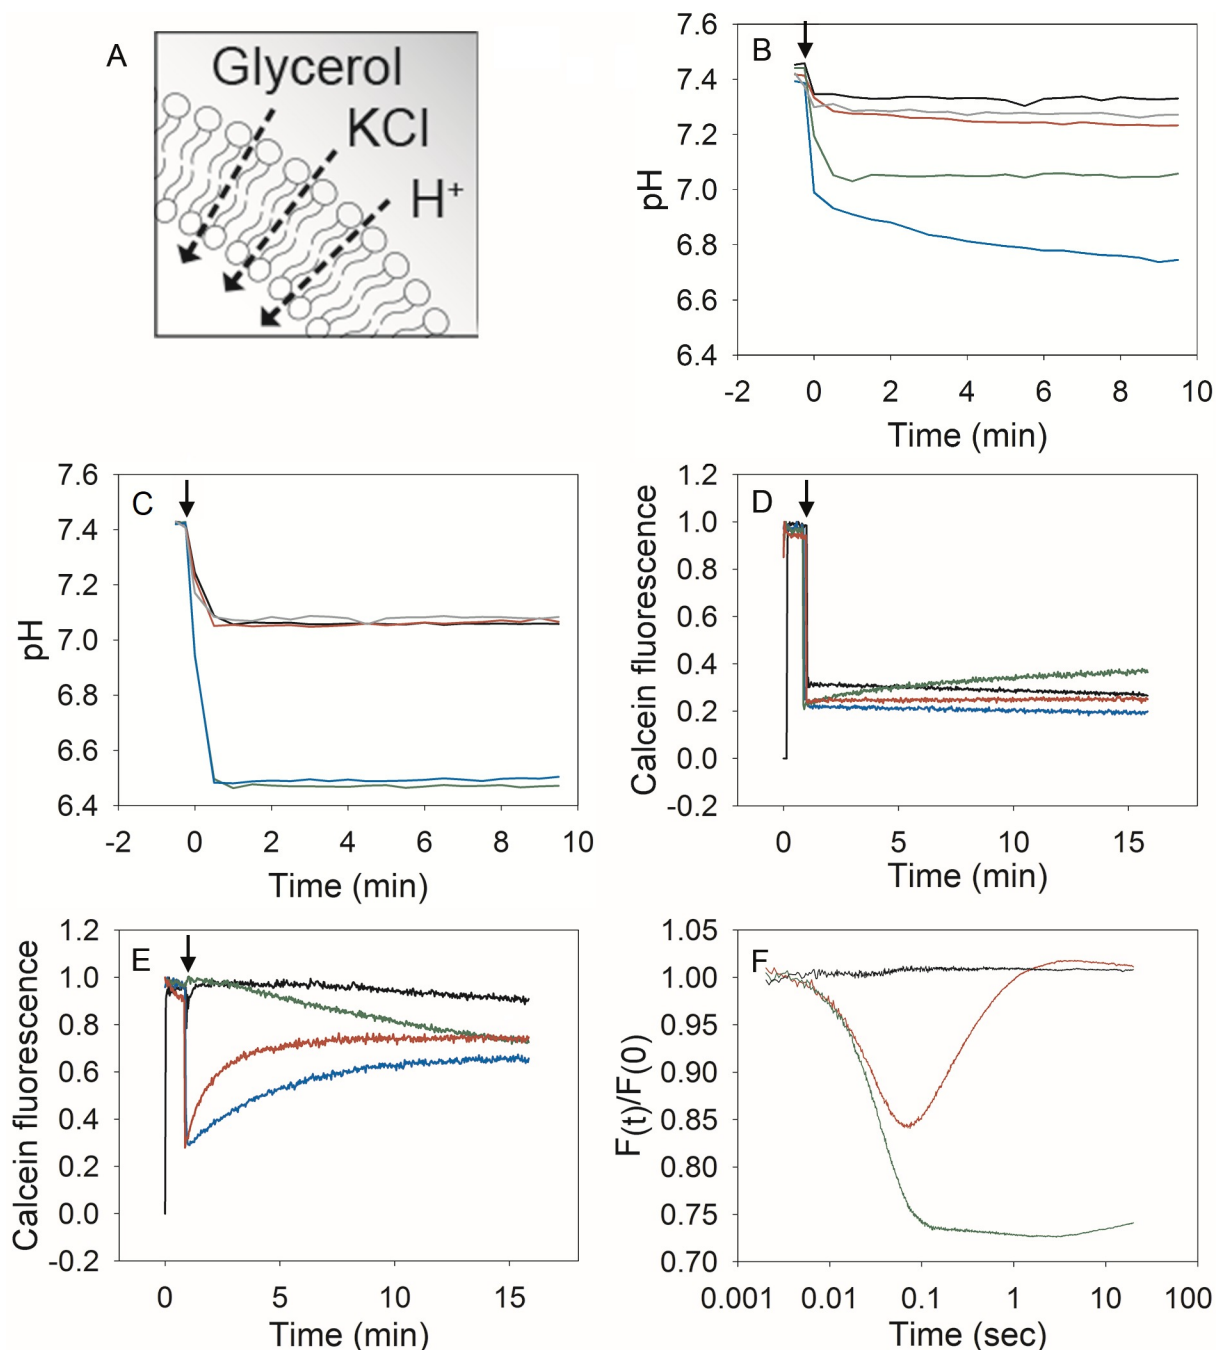 A
Glycerol
KCl
H+
B
7.6
7.4
7.2
7.0
6.8
6.6
6.4
pH
-2 0 2 4 6 8 10
Time (min)
C
7.6
7.4
7.2
7.0
6.8
6.6
6.4
pH
-2 0 2 4 6 8 10
Time (min)
D
1.2
1.0
0.8
0.6
0.4
0.2
0.0
-0.2
Calcein fluorescence
0 5 10 15
Time (min)
E
1.2
1.0
0.8
0.6
0.4
0.2
0.0
-0.2
Calcein fluorescence
0 5 10 15
Time (min)
F
1.05
1.00
0.95
0.90
0.85
0.80
0.75
0.70
F(t)/F(0)
0.001 0.01 0.1 1 10 100
Time (sec)